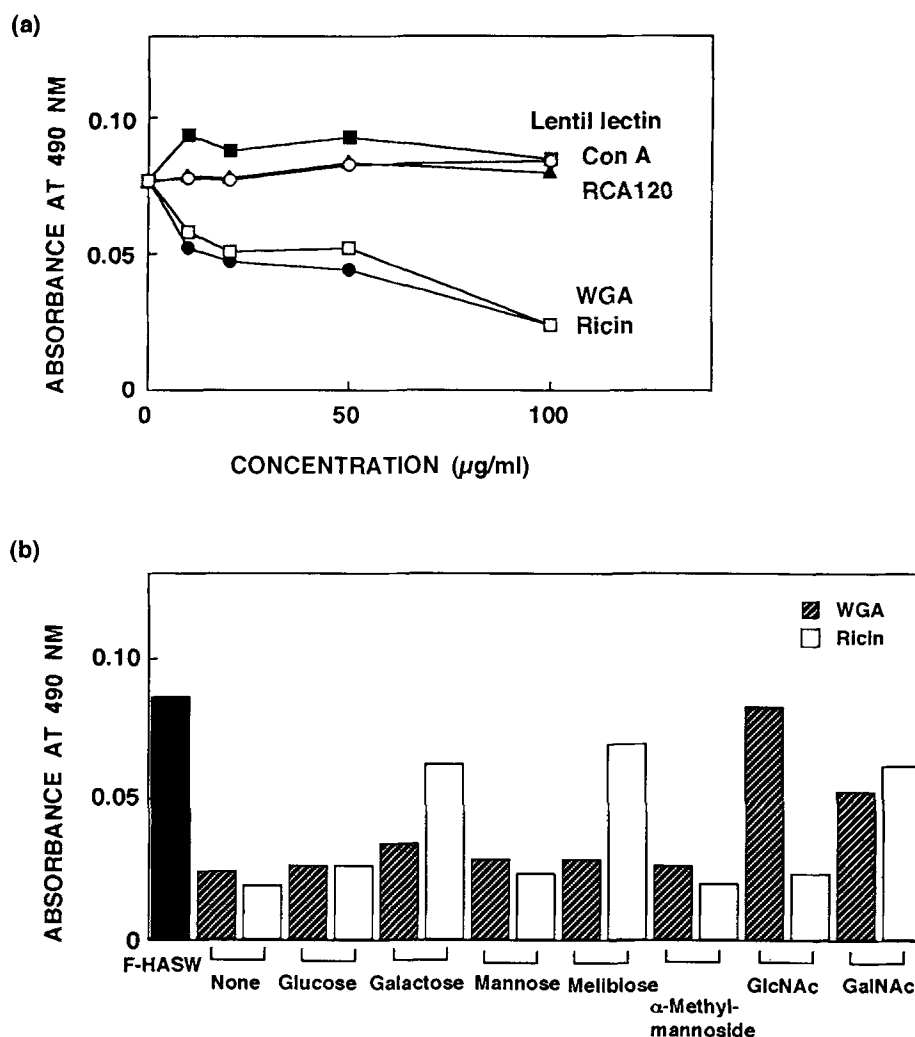 (a)
ABSORBANCE AT 490 NM
0.10
0.05
0
0
50
100
CONCENTRATION (µg/ml)
Lentil lectin
Con A
RCA120
WGA
Ricin
(b)
ABSORBANCE AT 490 NM
0.10
0.05
0
WGA
Ricin
F-HASW
None
Glucose
Galactose
Mannose
Melibiose
α-Methyl-
mannoside
GlcNAc
GalNAc